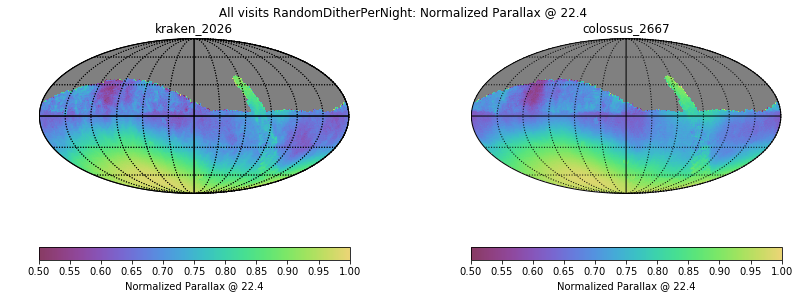 All visits RandomDitherPerNight: Normalized Parallax @ 22.4
kraken_2026
colossus_2667
0.50 0.55 0.60 0.65 0.70 0.75 0.80 0.85 0.90 0.95 1.00
Normalized Parallax @ 22.4
0.50 0.55 0.60 0.65 0.70 0.75 0.80 0.85 0.90 0.95 1.00
Normalized Parallax @ 22.4